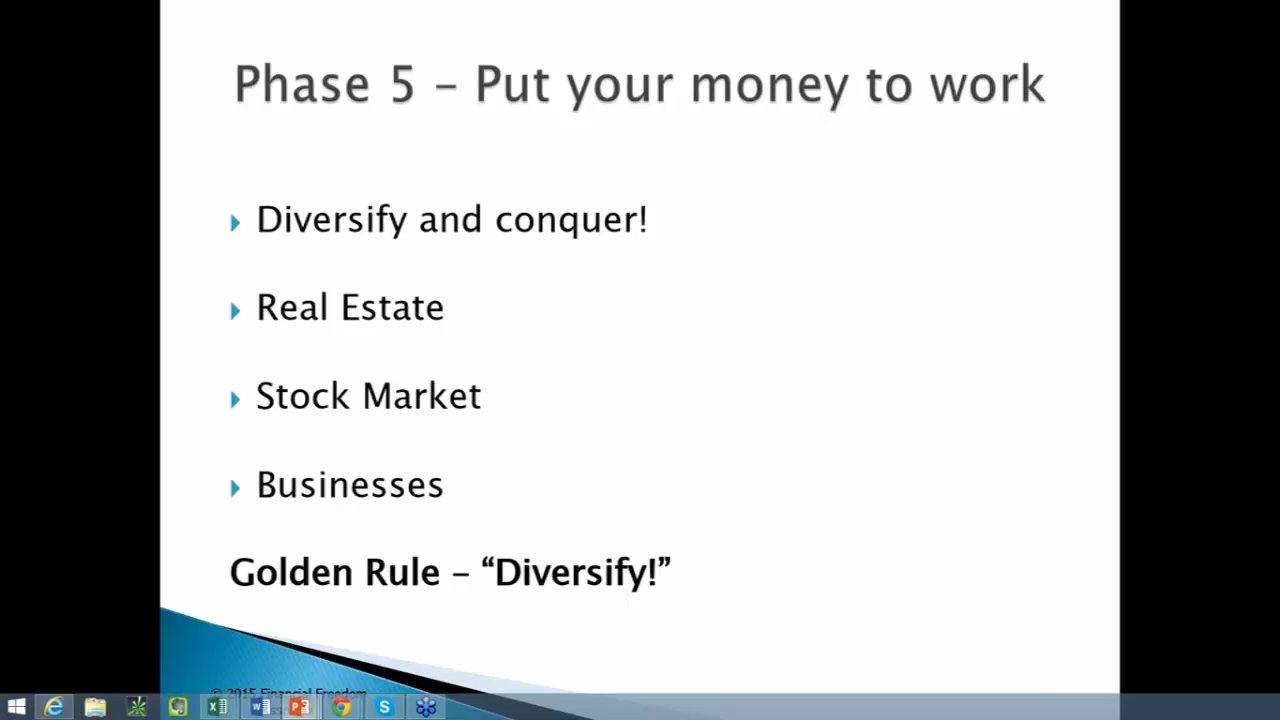 Phase 5 – Put your money to work
Diversify and conquer!
Real Estate
Stock Market
Businesses
Golden Rule – “Diversify!”
© 2015 Financial Freedom